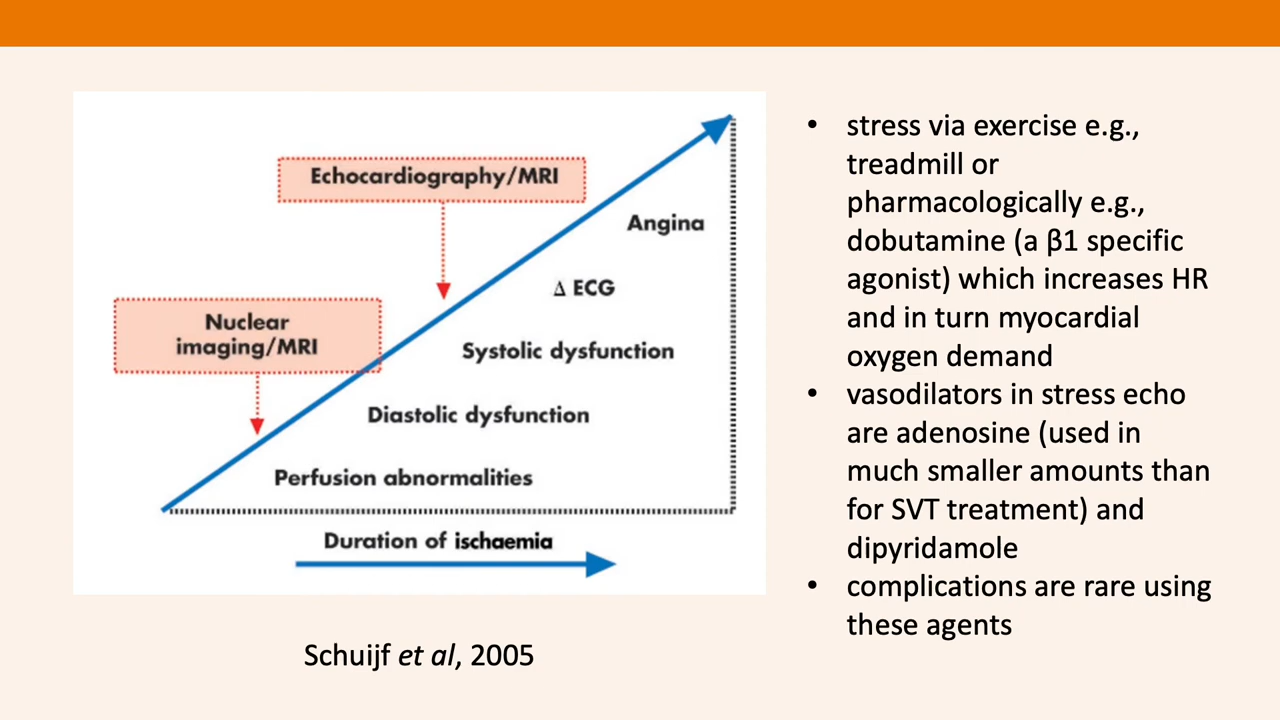 Echocardiography/MRI
Angina
Δ ECG
Nuclear
imaging/MRI
Systolic dysfunction
Diastolic dysfunction
Perfusion abnormalities
Duration of ischaemia
Schuijf et al, 2005
• stress via exercise e.g.,
treadmill or
pharmacologically e.g.,
dobutamine (a β1 specific
agonist) which increases HR
and in turn myocardial
oxygen demand
• vasodilators in stress echo
are adenosine (used in
much smaller amounts than
for SVT treatment) and
dipyridamole
• complications are rare using
these agents